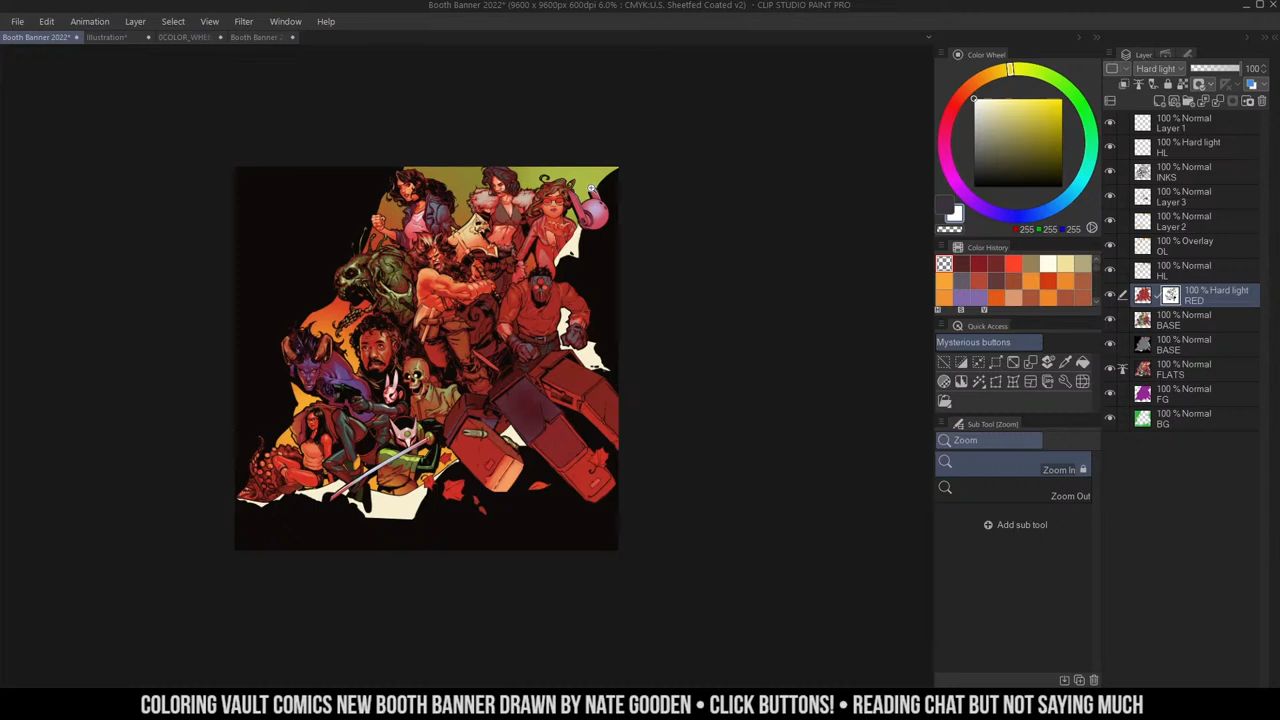 Booth Banner 2022* (9600 x 9600px 600dpi 6.0% : CMYK:U.S. Sheetfed Coated v2) - CLIP STUDIO PAINT PRO
File Edit Animation Layer Select View Filter Window Help
Booth Banner 2022* Illustration* 0COLOR_WHE Booth Banner 2
Color Wheel
Layer
Hard light 100
255 255 255
Color History
H S V
Quick Access
Mysterious buttons
Sub Tool [Zoom]
Zoom
Zoom In
Zoom Out
Add sub tool
100 % Normal
Layer 1
100 % Hard light
HL
100 % Normal
INKS
100 % Normal
Layer 3
100 % Normal
Layer 2
100 % Overlay
OL
100 % Normal
HL
100 % Hard light
RED
100 % Normal
BASE
100 % Normal
BASE
100 % Normal
FLATS
100 % Normal
FG
100 % Normal
BG
COLORING VAULT COMICS NEW BOOTH BANNER DRAWN BY NATE GOODEN • CLICK BUTTONS! • READING CHAT BUT NOT SAYING MUCH